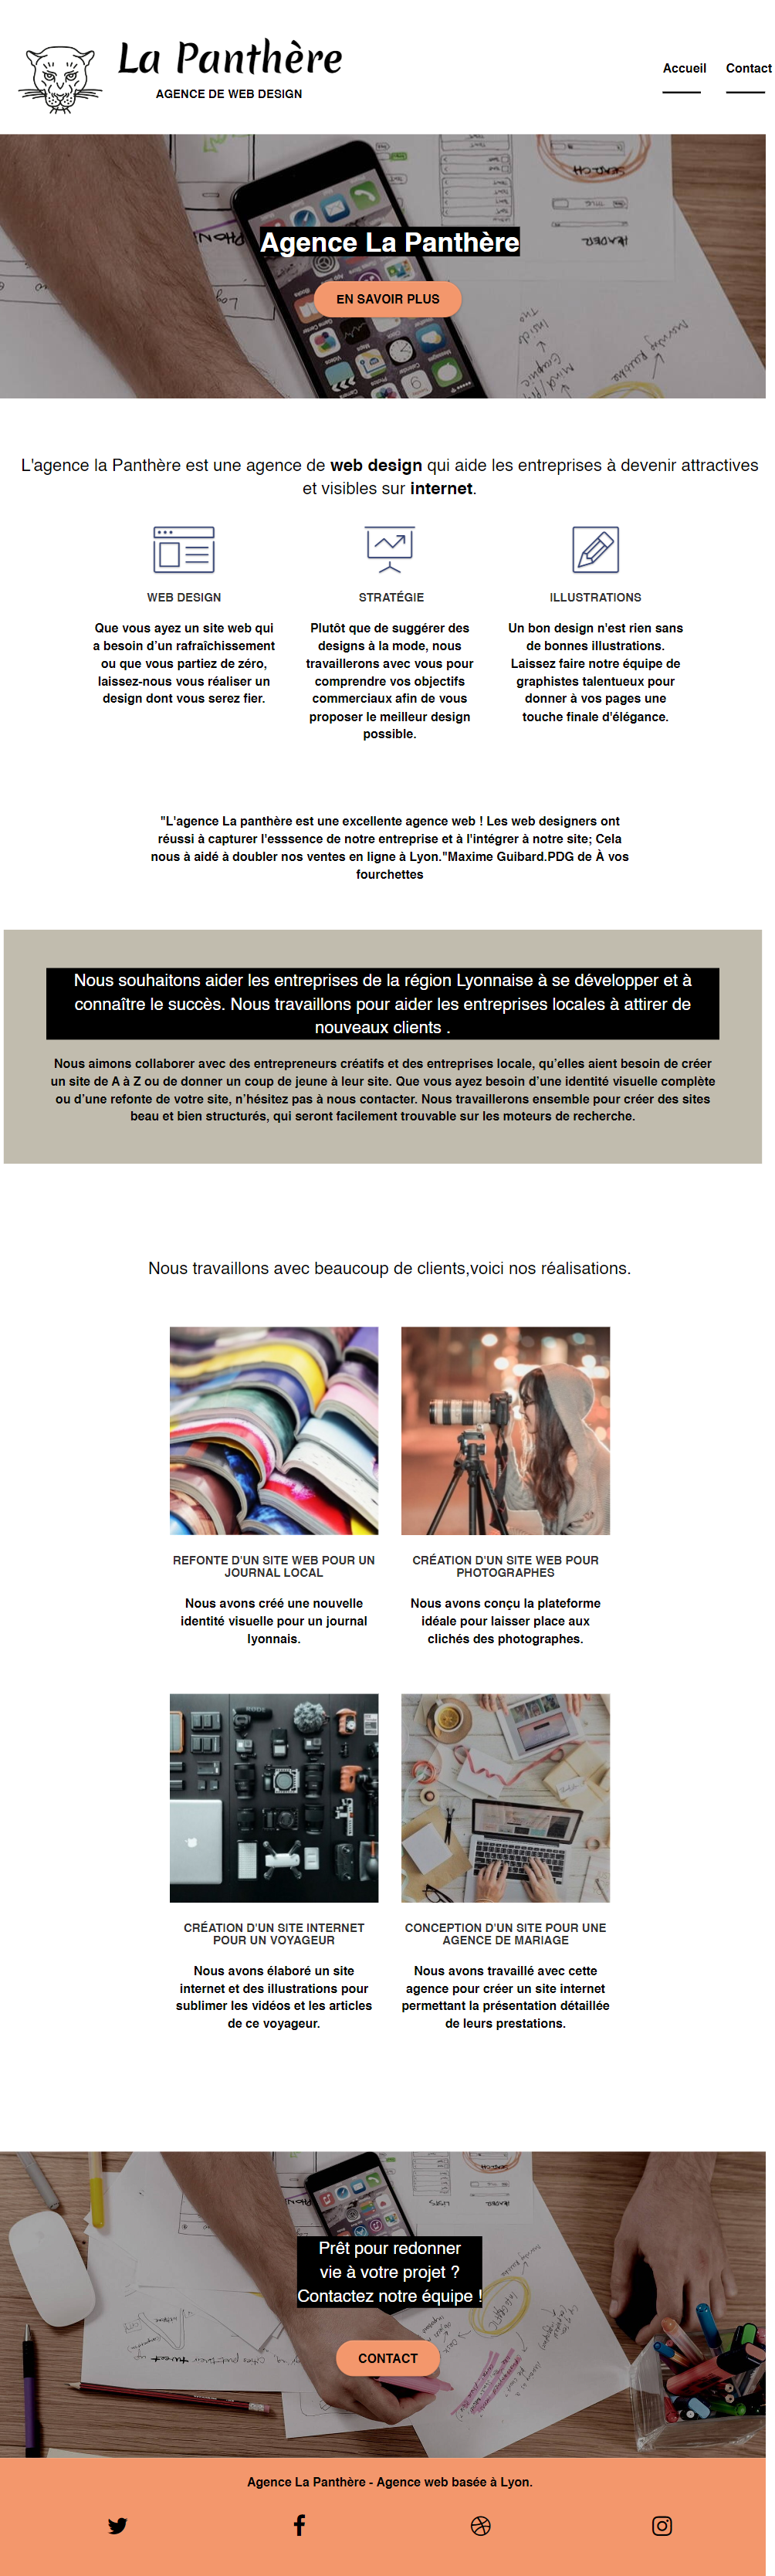 La Panthère
AGENCE DE WEB DESIGN
Accueil
Contact
Agence La Panthère
EN SAVOIR PLUS
L'agence la Panthère est une agence de web design qui aide les entreprises à devenir attractives
et visibles sur internet.
WEB DESIGN
Que vous ayez un site web qui
a besoin d’un rafraîchissement
ou que vous partiez de zéro,
laissez-nous vous réaliser un
design dont vous serez fier.
STRATÉGIE
Plutôt que de suggérer des
designs à la mode, nous
travaillerons avec vous pour
comprendre vos objectifs
commerciaux afin de vous
proposer le meilleur design
possible.
ILLUSTRATIONS
Un bon design n'est rien sans
de bonnes illustrations.
Laissez faire notre équipe de
graphistes talentueux pour
donner à vos pages une
touche finale d'élégance.
"L'agence La panthère est une excellente agence web ! Les web designers ont
réussi à capturer l'esssence de notre entreprise et à l'intégrer à notre site; Cela
nous à aidé à doubler nos ventes en ligne à Lyon."Maxime Guibard.PDG de À vos
fourchettes
Nous souhaitons aider les entreprises de la région Lyonnaise à se développer et à
connaître le succès. Nous travaillons pour aider les entreprises locales à attirer de
nouveaux clients .
Nous aimons collaborer avec des entrepreneurs créatifs et des entreprises locale, qu’elles aient besoin de créer
un site de A à Z ou de donner un coup de jeune à leur site. Que vous ayez besoin d’une identité visuelle complète
ou d’une refonte de votre site, n’hésitez pas à nous contacter. Nous travaillerons ensemble pour créer des sites
beau et bien structurés, qui seront facilement trouvable sur les moteurs de recherche.
Nous travaillons avec beaucoup de clients,voici nos réalisations.
REFONTE D'UN SITE WEB POUR UN
JOURNAL LOCAL
Nous avons créé une nouvelle
identité visuelle pour un journal
lyonnais.
CRÉATION D'UN SITE WEB POUR
PHOTOGRAPHES
Nous avons conçu la plateforme
idéale pour laisser place aux
clichés des photographes.
CRÉATION D'UN SITE INTERNET
POUR UN VOYAGEUR
Nous avons élaboré un site
internet et des illustrations pour
sublimer les vidéos et les articles
de ce voyageur.
CONCEPTION D'UN SITE POUR UNE
AGENCE DE MARIAGE
Nous avons travaillé avec cette
agence pour créer un site internet
permettant la présentation détaillée
de leurs prestations.
Prêt pour redonner
vie à votre projet ?
Contactez notre équipe !
CONTACT
Agence La Panthère - Agence web basée à Lyon.